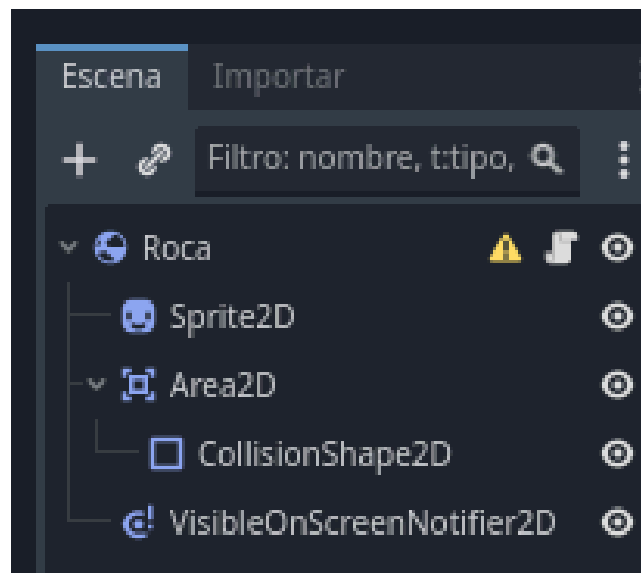 Escena Importar
Filtro: nombre, t:tipo,
Roca
Sprite2D
Area2D
CollisionShape2D
VisibleOnScreenNotifier2D